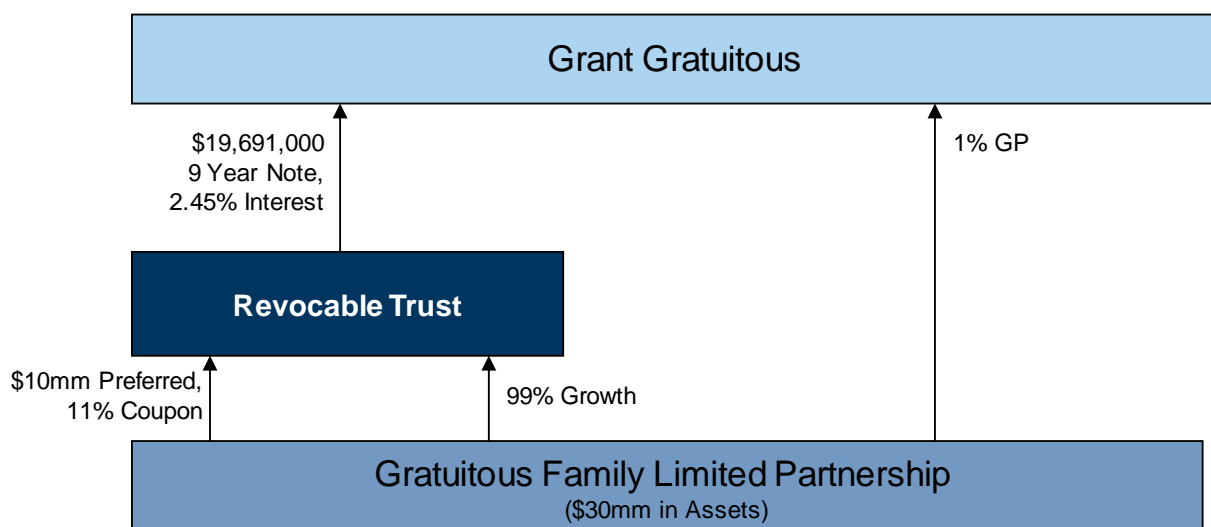 Grant Gratuitous
$19,691,000
9 Year Note,
2.45% Interest
1% GP
Revocable Trust
$10mm Preferred,
11% Coupon
99% Growth
Gratuitous Family Limited Partnership
($30mm in Assets)